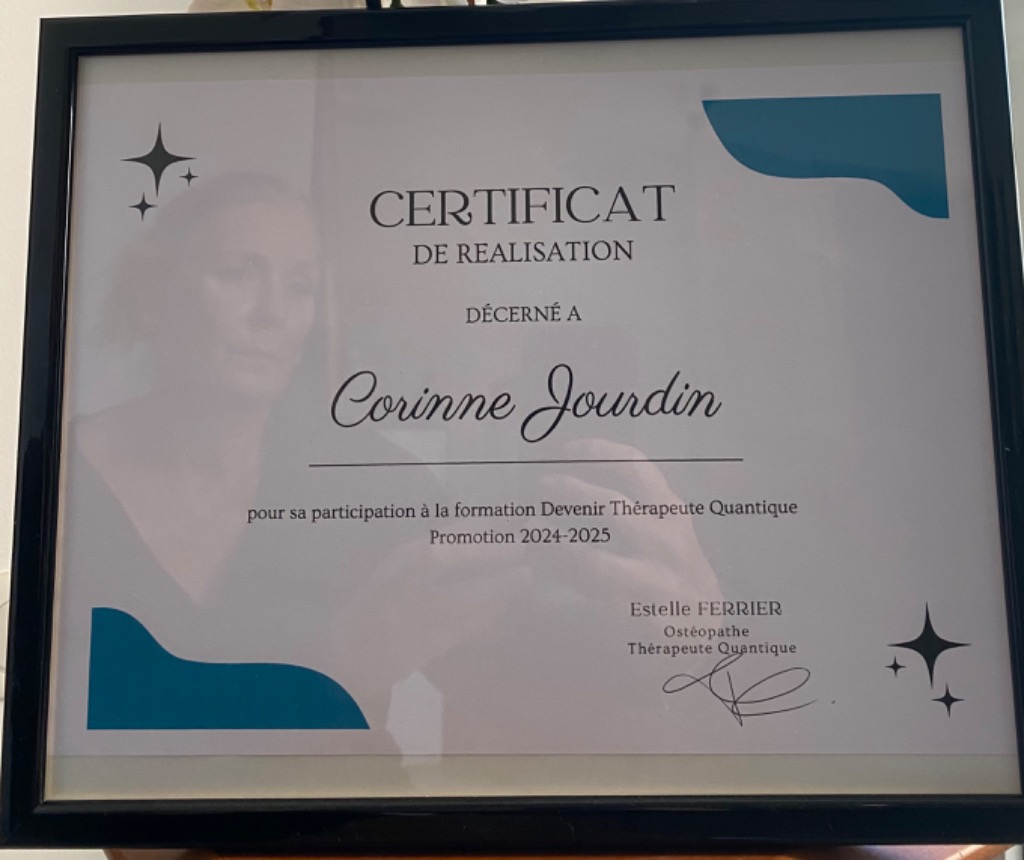 CERTIFICAT
DE REALISATION
DÉCERNÉ A
Corinne Jourdin
pour sa participation à la formation Devenir Thérapeute Quantique
Promotion 2024-2025
Estelle FERRIER
Ostéopathe
Thérapeute Quantique